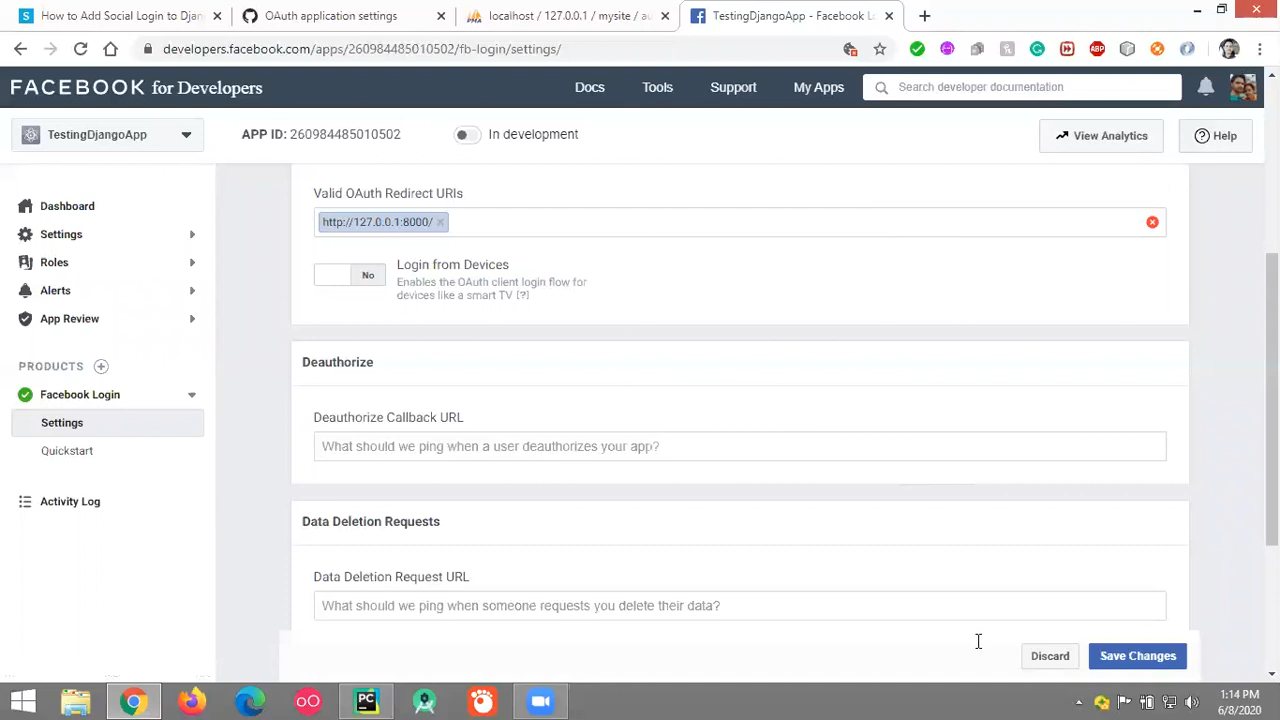 How to Add Social Login to Djan
OAuth application settings
localhost / 127.0.0.1 / mysite / au
TestingDjangoApp - Facebook Lo
developers.facebook.com/apps/260984485010502/fb-login/settings/
FACEBOOK for Developers
Docs
Tools
Support
My Apps
Search developer documentation
TestingDjangoApp
APP ID: 260984485010502
In development
View Analytics
Help
Dashboard
Settings
Roles
Alerts
App Review
PRODUCTS
Facebook Login
Settings
Quickstart
Activity Log
Valid OAuth Redirect URIs
http://127.0.0.1:8000/
No
Login from Devices
Enables the OAuth client login flow for
devices like a smart TV [?]
Deauthorize
Deauthorize Callback URL
What should we ping when a user deauthorizes your app?
Data Deletion Requests
Data Deletion Request URL
What should we ping when someone requests you delete their data?
Discard
Save Changes
1:14 PM
6/8/2020